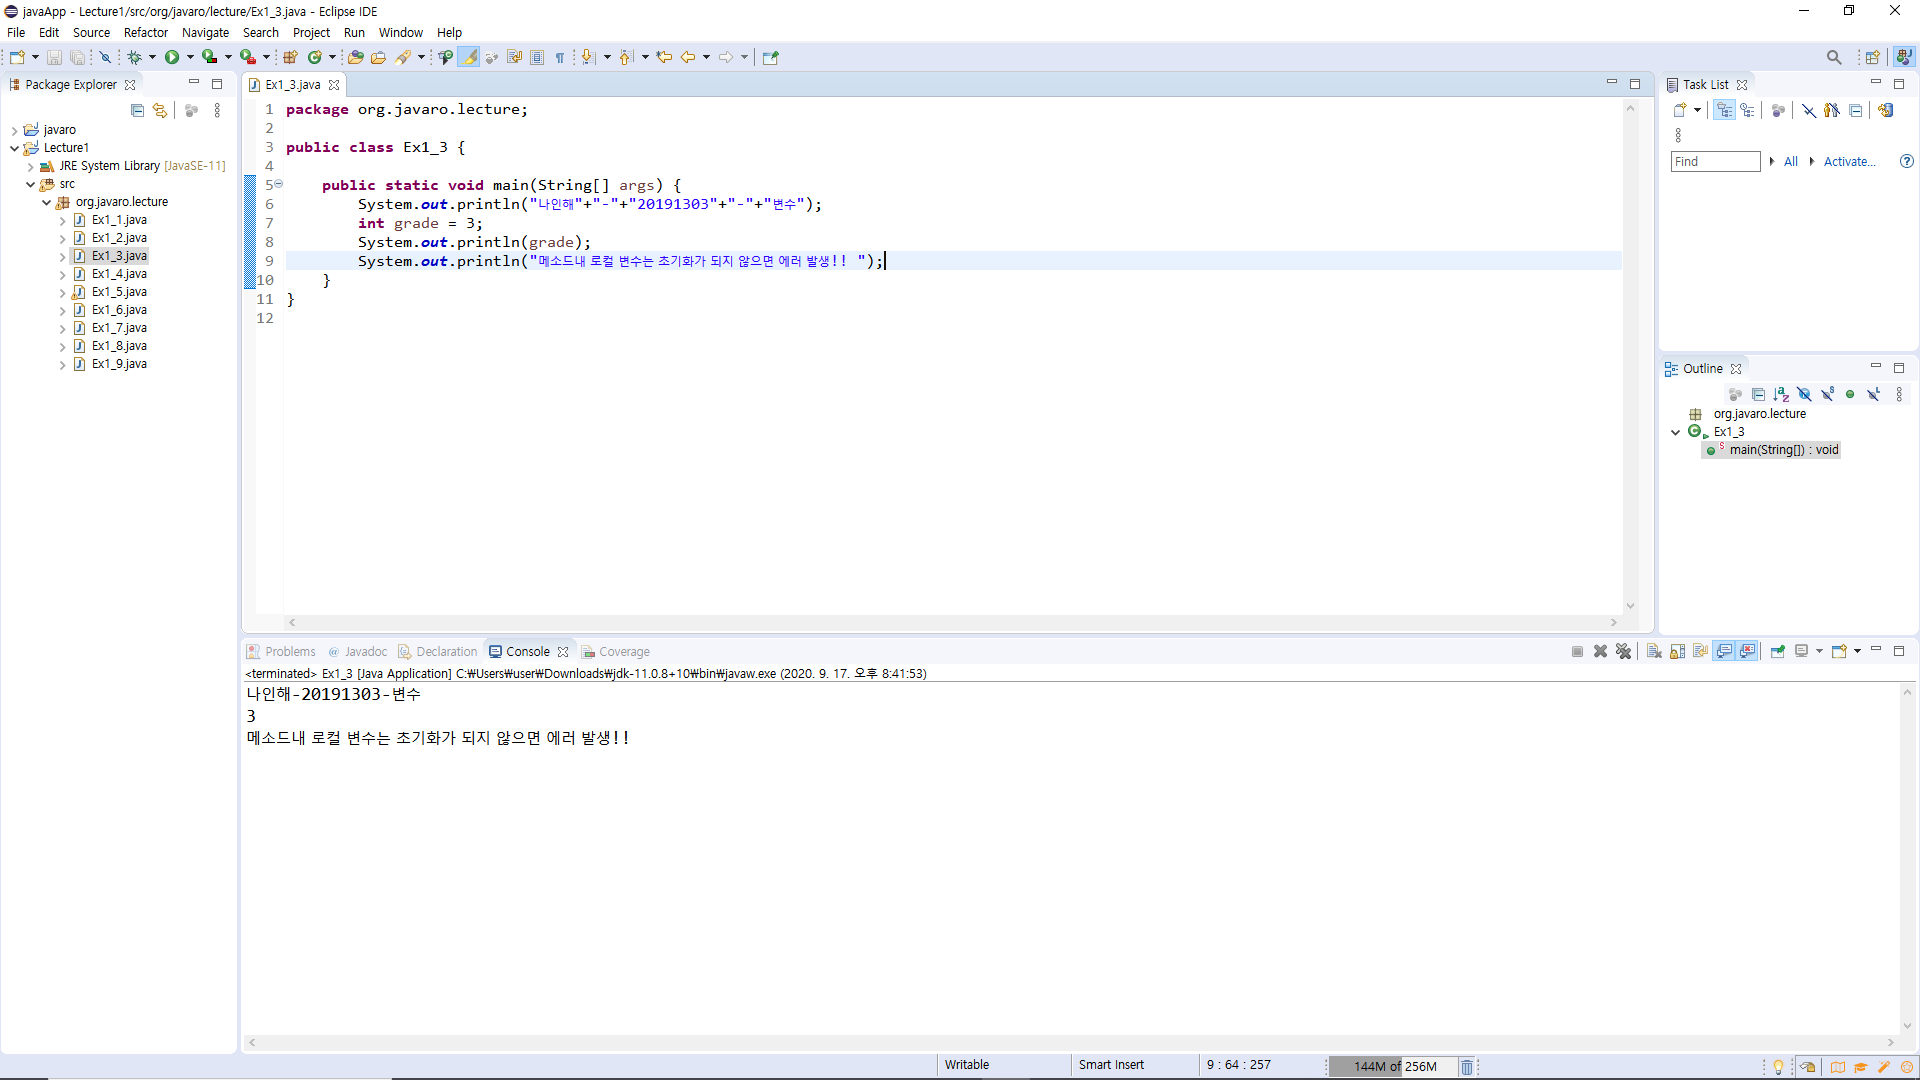 javaApp - Lecture1/src/org/javaro/lecture/Ex1_3.java - Eclipse IDE
File Edit Source Refactor Navigate Search Project Run Window Help
Package Explorer
javaro
Lecture1
JRE System Library [JavaSE-11]
src
org.javaro.lecture
Ex1_1.java
Ex1_2.java
Ex1_3.java
Ex1_4.java
Ex1_5.java
Ex1_6.java
Ex1_7.java
Ex1_8.java
Ex1_9.java
Ex1_3.java
1 package org.javaro.lecture;
2
3 public class Ex1_3 {
4
5 public static void main(String[] args) {
6 System.out.println("나인해"+"-"+"20191303"+"-"+"변수");
7 int grade = 3;
8 System.out.println(grade);
9 System.out.println("메소드내 로컬 변수는 초기화가 되지 않으면 에러 발생!! ");
10 }
11 }
12
Task List
Find All Activate...
Outline
org.javaro.lecture
Ex1_3
main(String[]) : void
Problems Javadoc Declaration Console Coverage
<terminated> Ex1_3 [Java Application] C:₩Users₩user₩Downloads₩jdk-11.0.8+10₩bin₩javaw.exe (2020. 9. 17. 오후 8:41:53)
나인해-20191303-변수
3
메소드내 로컬 변수는 초기화가 되지 않으면 에러 발생!!
Writable Smart Insert 9 : 64 : 257 144M of 256M